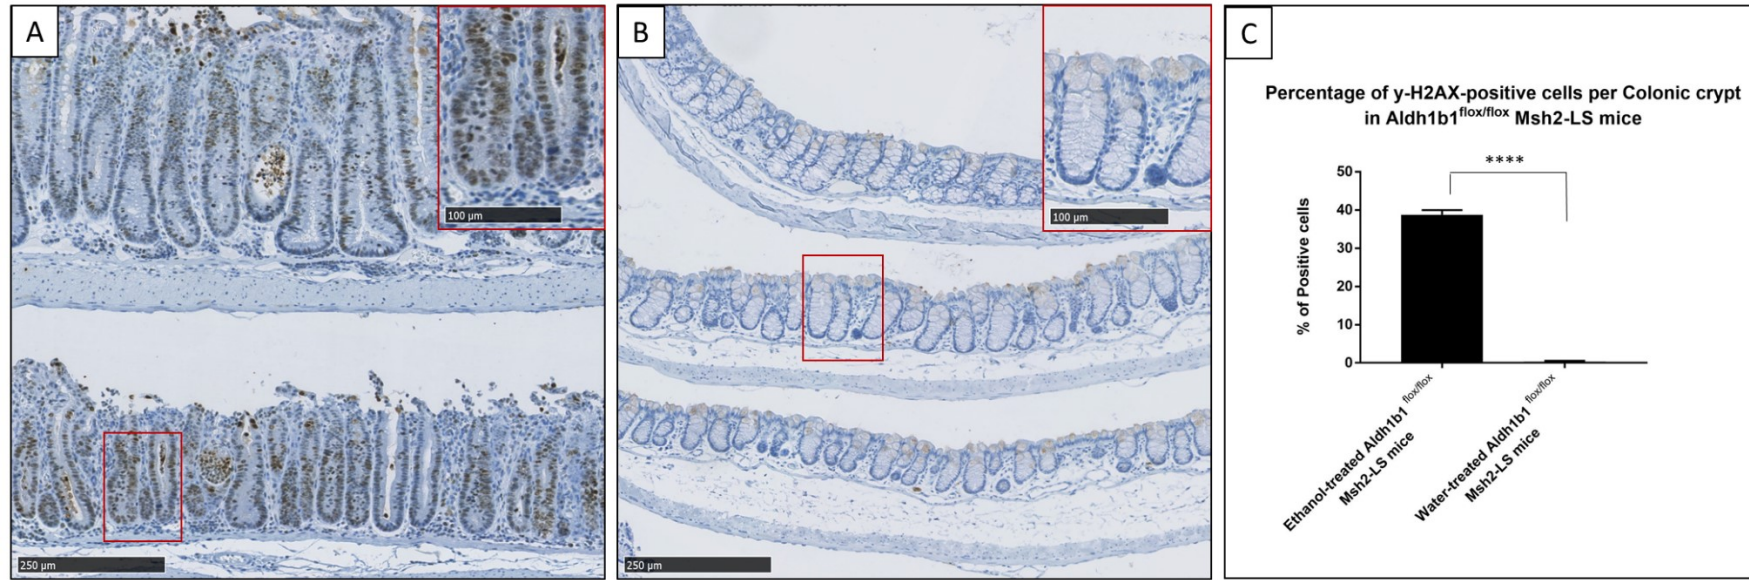 A
100 µm
250 µm
B
100 µm
250 µm
C
Percentage of y-H2AX-positive cells per Colonic crypt
in Aldh1b1flox/flox Msh2-LS mice
****
50
40
30
20
10
0
% of Positive cells
Ethanol-treated Aldh1b1 flox/flox
Msh2-LS mice
Water-treated Aldh1b1 flox/flox
Msh2-LS mice